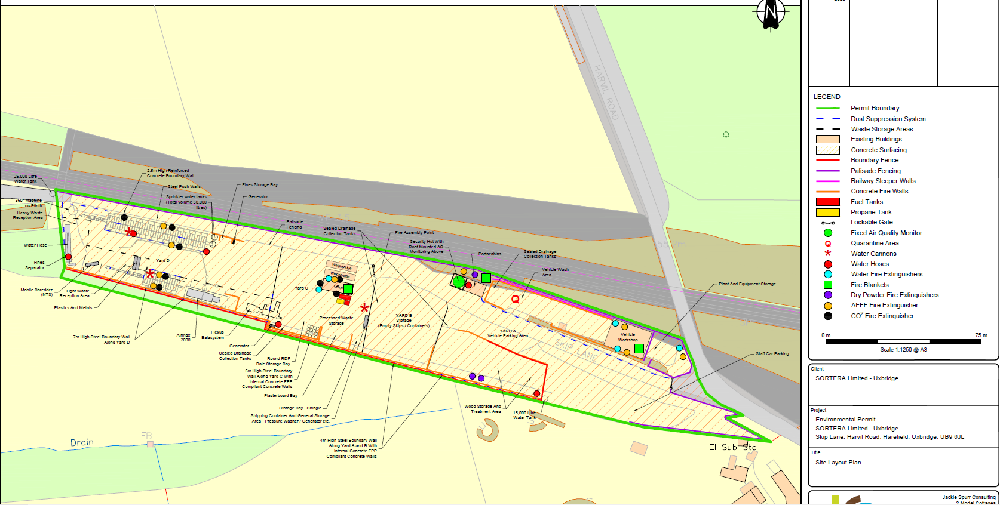 N
HARVIL ROAD
55.2m
MP 3.5
25,000 Litre
Water Tank
360° Machine
on Plinth
Heavy Waste
Reception Area
Water Hose
Fines
Separator
Mobile Shredder
(NTS)
Light Waste
Reception Area
Plastics And Metals
7m High Steel Boundary Wall
Along Yard D
2.5m High Reinforced
Concrete Boundary Wall
Steel Push Walls
Sprinkler water tanks
(Total volume 50,000
litres)
Fines Storage Bay
Generator
Yard D
Palisade
Fencing
Sealed Drainage
Collection Tanks
Fire Assembly Point
Security Hut With
Roof Mounted AQ
Monitoring Above
Portacabins
Sealed Drainage
Collection Tanks
Vehicle Wash
Area
Plant And Equipment Storage
Staff Car Parking
Weighbridge
Weighbridge
Yard C
Processed Waste
Storage
YARD B
Storage
(Empty Skips / Containers)
Q
YARD A
Vehicle Parking Area
SKIP LANE
Vehicle
Workshop
Airmax
2000
Flexus
Balasystem
Generator
Sealed Drainage
Collection Tanks
Round RDF
Bale Storage Bay
6m High Steel Boundary
Wall Along Yard C With
Internal Concrete FPP
Compliant Concrete Walls
Plasterboard Bay
Storage Bay - Shingle
Shipping Container And General Storage
Area - Pressure Washer / Generator etc.
4m High Steel Boundary Wall
Along Yard A and B With
Internal Concrete FPP
Compliant Concrete Walls
Wood Storage And
Treatment Area
15,000 Litre
Water Tank
Drain
FB
El Sub Sta
LEGEND
Permit Boundary
Dust Suppression System
Waste Storage Areas
Existing Buildings
Concrete Surfacing
Boundary Fence
Palisade Fencing
Railway Sleeper Walls
Concrete Fire Walls
Fuel Tanks
Propane Tank
Lockable Gate
Fixed Air Quality Monitor
Q Quarantine Area
* Water Cannons
Water Hoses
Water Fire Extinguishers
Fire Blankets
Dry Powder Fire Extinguishers
AFFF Fire Extinguisher
CO² Fire Extinguisher
0 m 75 m
Scale 1:1250 @ A3
Client
SORTERA Limited - Uxbridge
Project
Environmental Permit
SORTERA Limited - Uxbridge
Skip Lane, Harvil Road, Harefield, Uxbridge, UB9 6JL
Title
Site Layout Plan
Jackie Spurr Consulting
2 Model Cottages